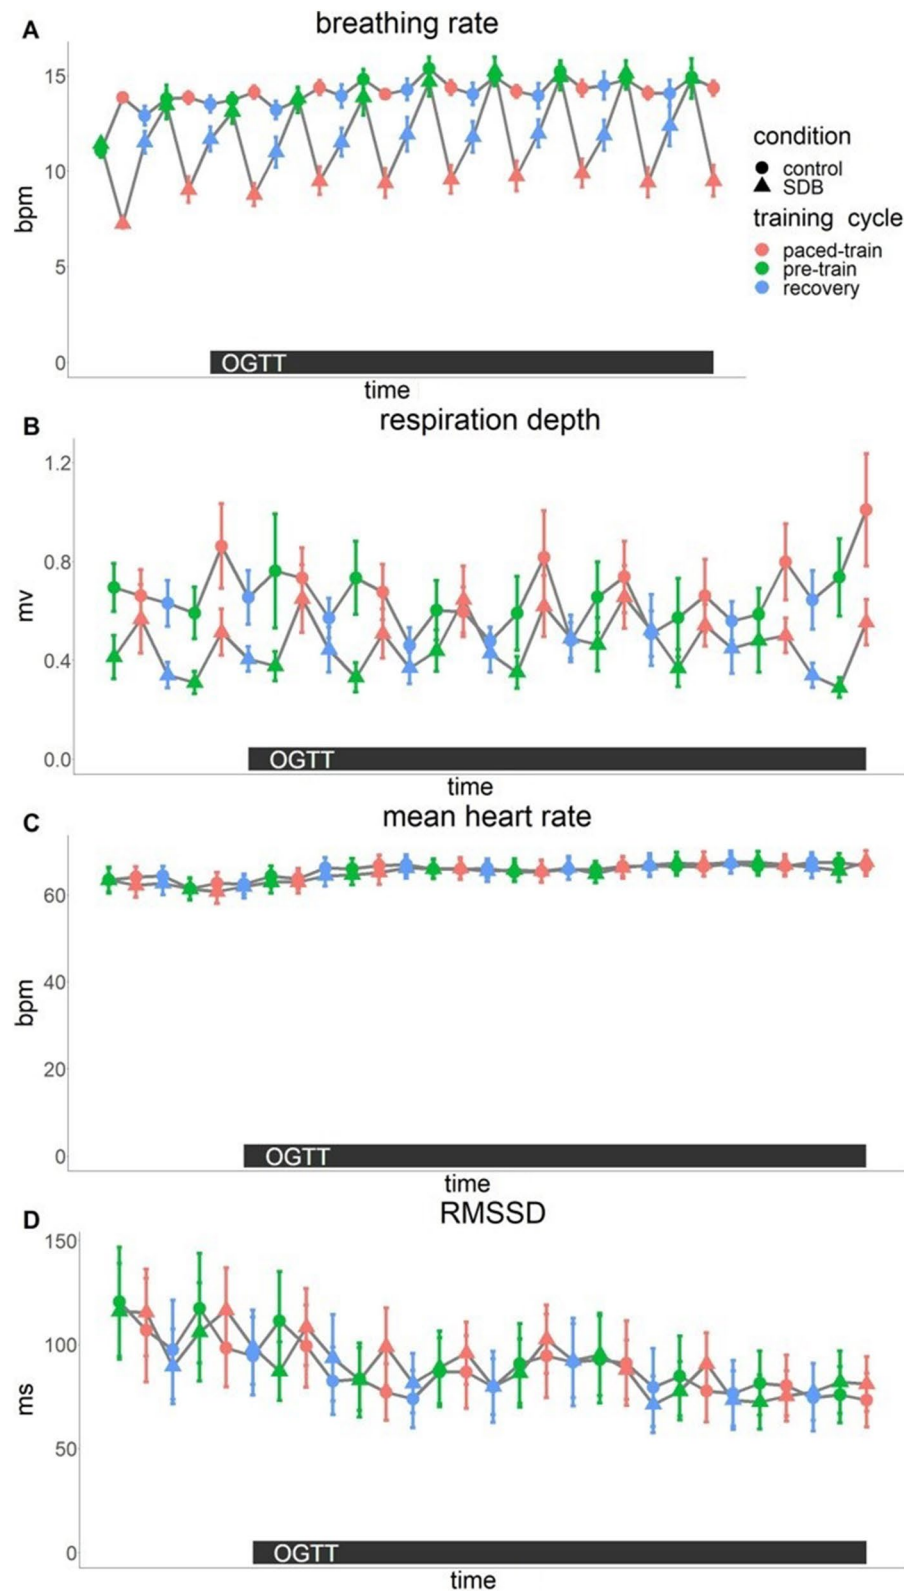 A
breathing rate
15
10
5
0
bpm
OGTT
time
condition
control
SDB
training cycle
paced-train
pre-train
recovery
B
respiration depth
1.2
0.8
0.4
0.0
mv
OGTT
time
C
mean heart rate
60
40
20
0
bpm
OGTT
time
D
RMSSD
150
100
50
0
ms
OGTT
time